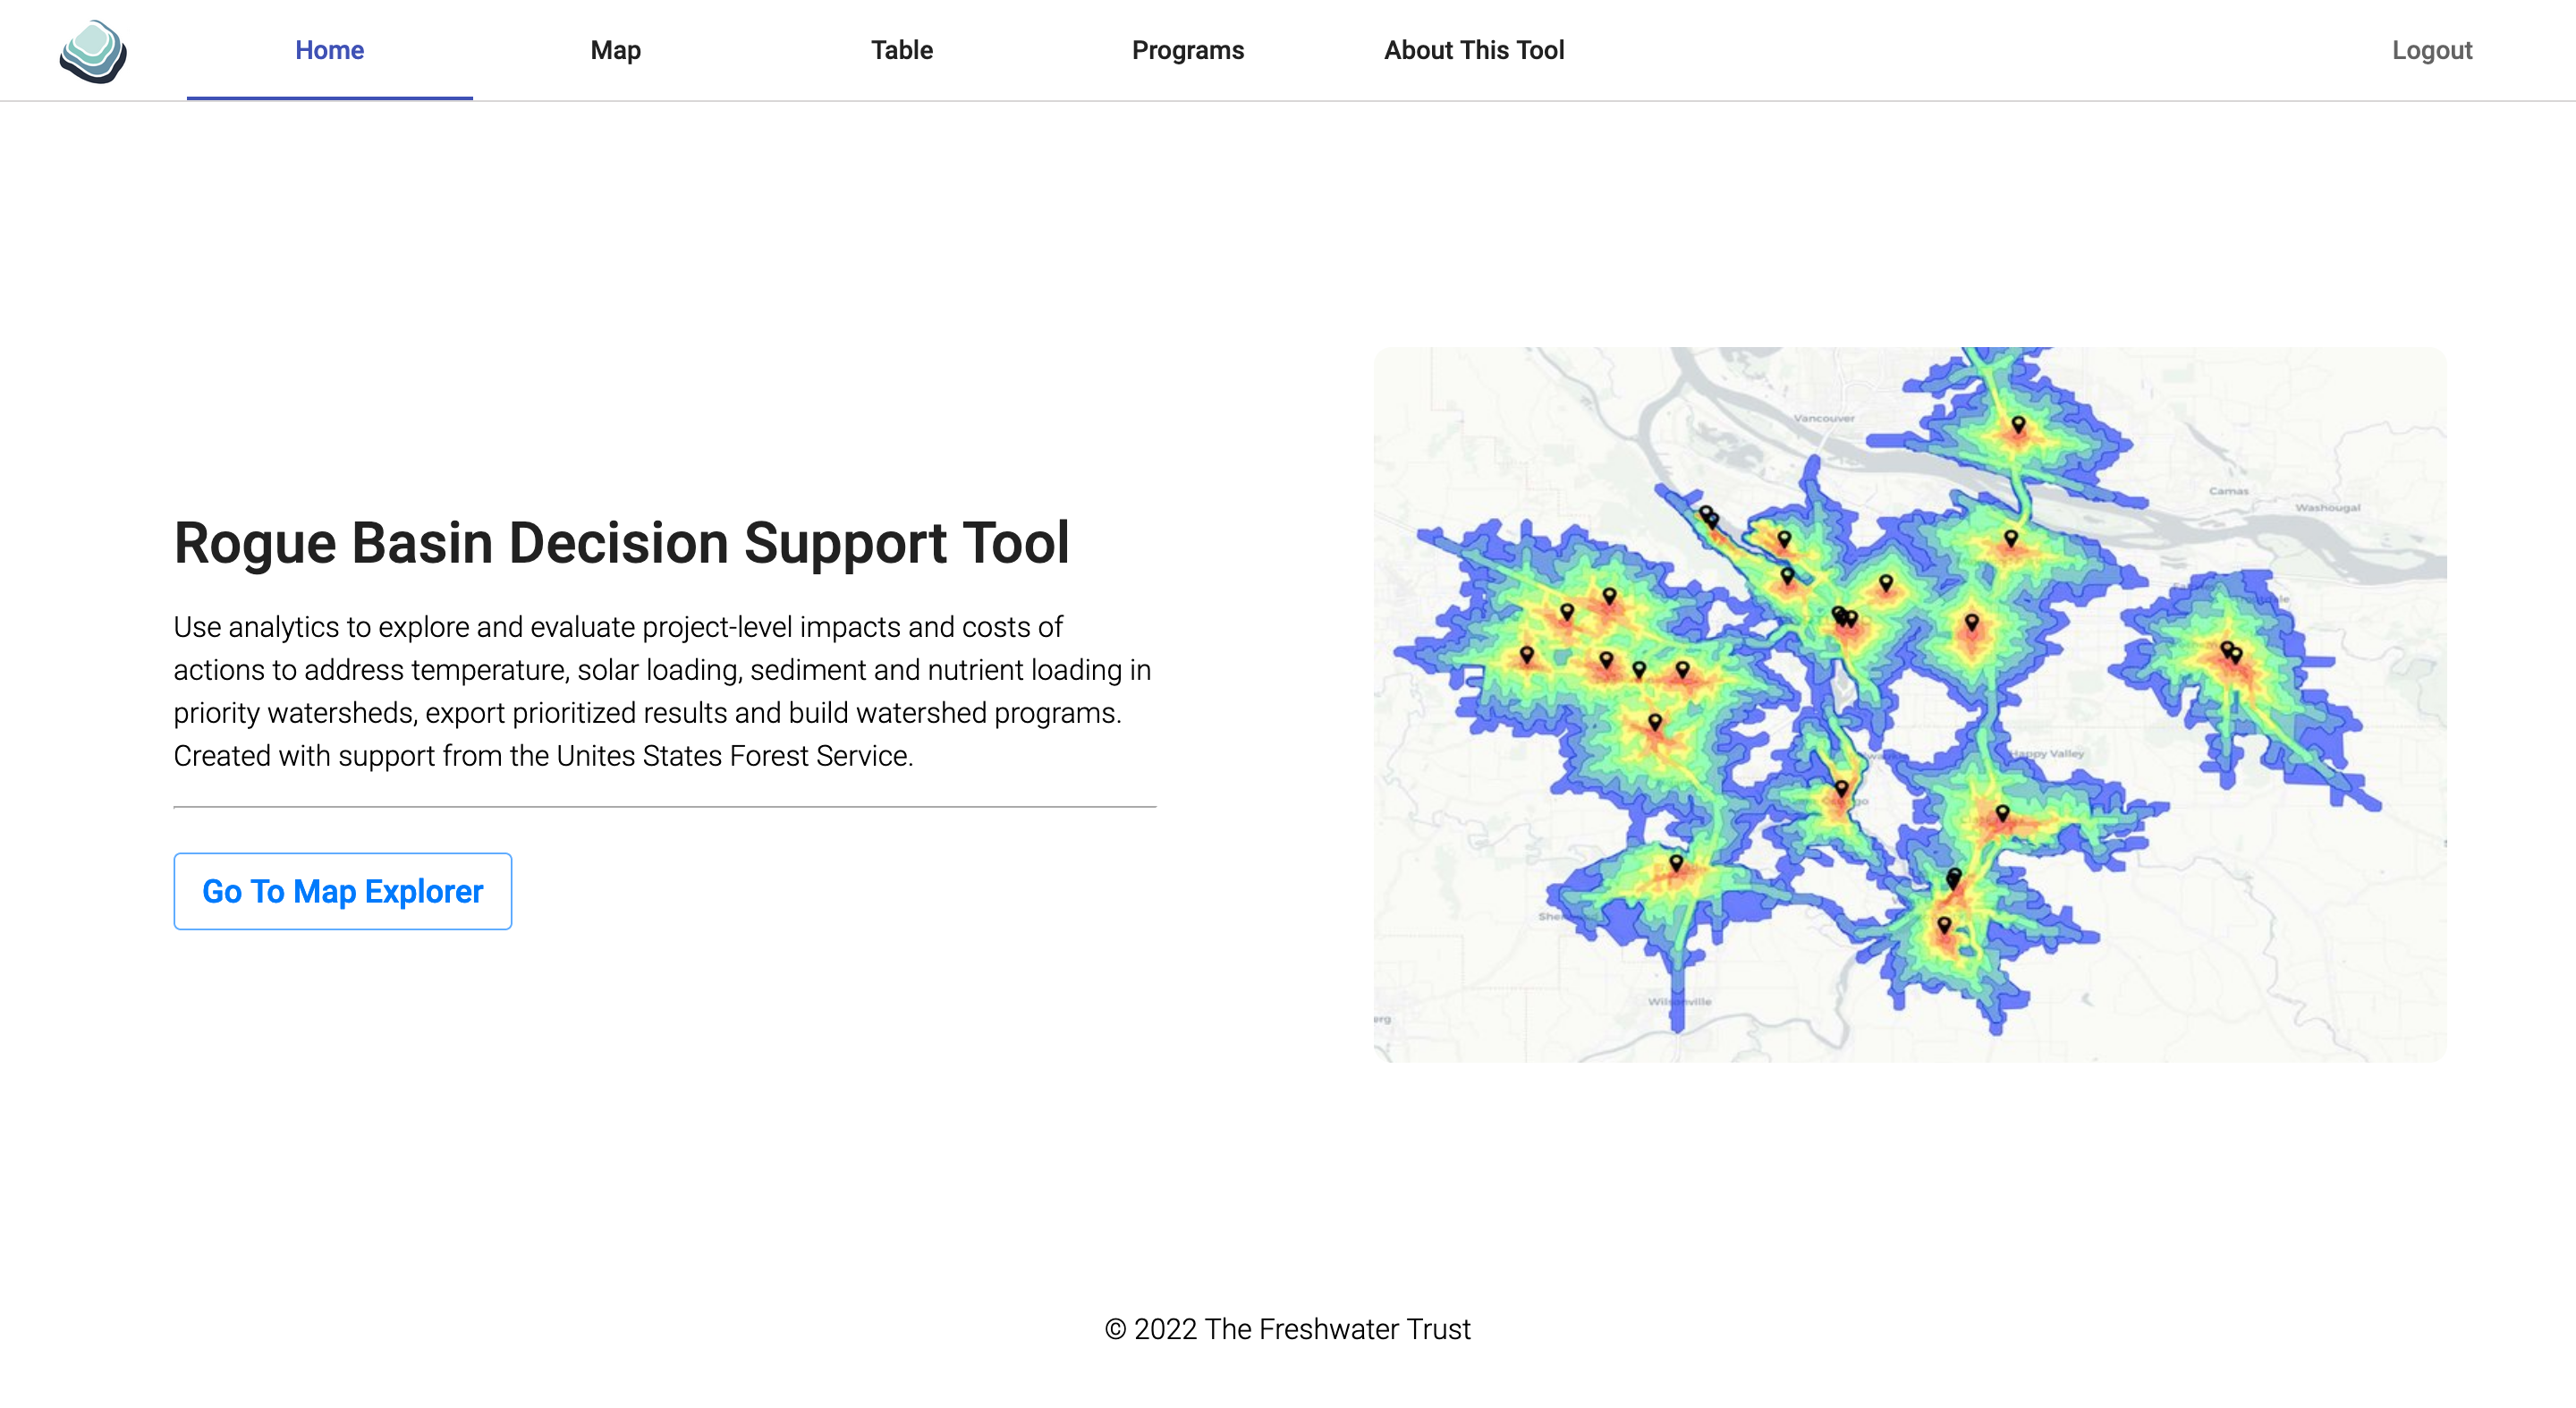 Home
Map
Table
Programs
About This Tool
Logout
Rogue Basin Decision Support Tool
Use analytics to explore and evaluate project-level impacts and costs of
actions to address temperature, solar loading, sediment and nutrient loading in
priority watersheds, export prioritized results and build watershed programs.
Created with support from the Unites States Forest Service.
Go To Map Explorer
Vancouver
Camas
Washougal
Happy Valley
Wilsonville
erg
© 2022 The Freshwater Trust